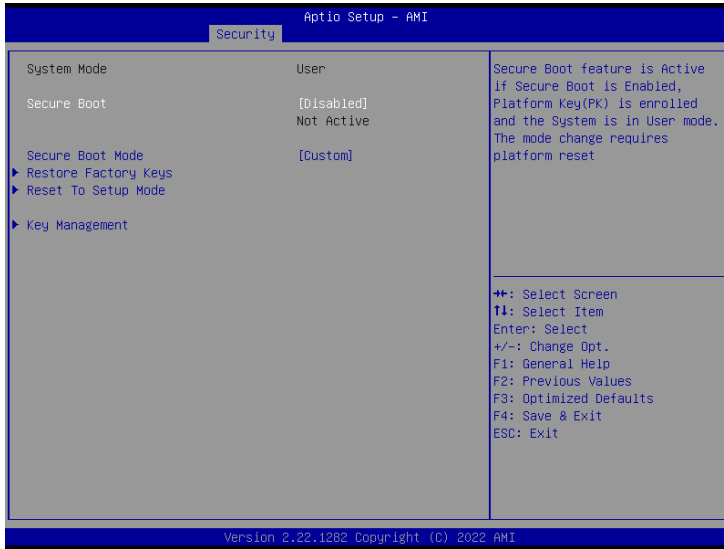 Aptio Setup - AMI
Security
System Mode User
Secure Boot [Disabled]
Not Active
Secure Boot Mode [Custom]
Restore Factory Keys
Reset To Setup Mode
Key Management
Secure Boot feature is Active
if Secure Boot is Enabled,
Platform Key(PK) is enrolled
and the System is in User mode.
The mode change requires
platform reset
→←: Select Screen
↑↓: Select Item
Enter: Select
+/-: Change Opt.
F1: General Help
F2: Previous Values
F3: Optimized Defaults
F4: Save & Exit
ESC: Exit
Version 2.22.1282 Copyright (C) 2022 AMI